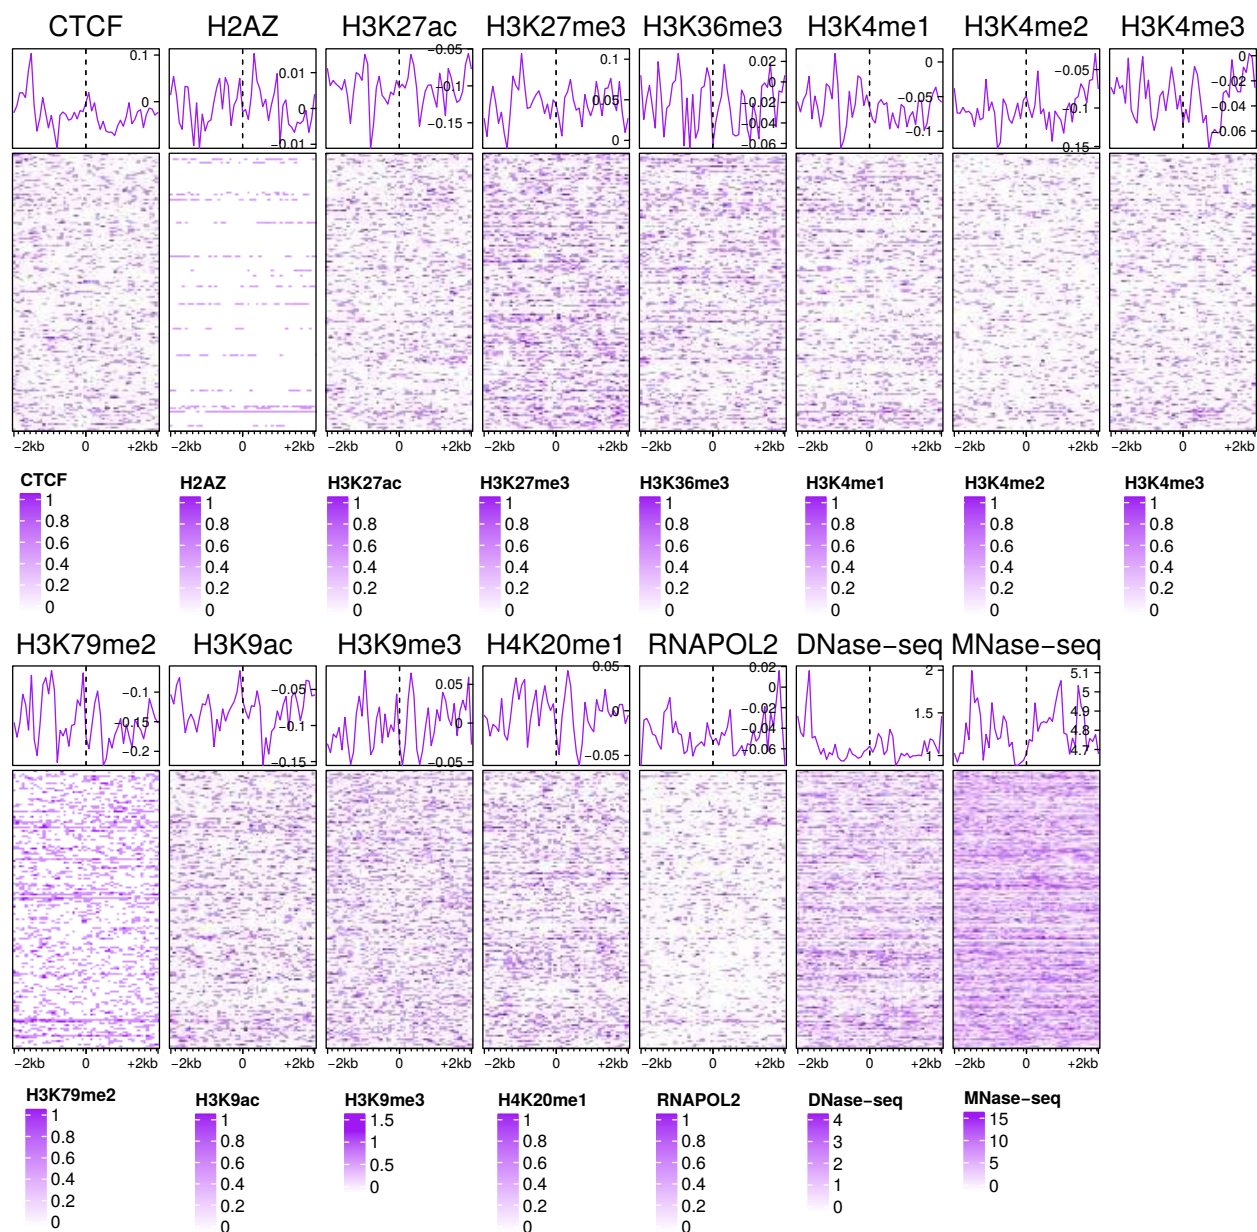 CTCF H2AZ H3K27ac H3K27me3 H3K36me3 H3K4me1 H3K4me2 H3K4me3
0.1 0
0.01 0 −0.01
−0.05 −0.1 −0.15
0.1 0.05 0
0.02 0 −0.02 −0.04 −0.06
0 −0.05 −0.1
−0.05 −0.1 0.15
0 −0.02 −0.04 −0.06
−2kb 0 +2kb −2kb 0 +2kb −2kb 0 +2kb −2kb 0 +2kb −2kb 0 +2kb −2kb 0 +2kb −2kb 0 +2kb −2kb 0 +2kb
CTCF
1
0.8
0.6
0.4
0.2
0
H2AZ
1
0.8
0.6
0.4
0.2
0
H3K27ac
1
0.8
0.6
0.4
0.2
0
H3K27me3
1
0.8
0.6
0.4
0.2
0
H3K36me3
1
0.8
0.6
0.4
0.2
0
H3K4me1
1
0.8
0.6
0.4
0.2
0
H3K4me2
1
0.8
0.6
0.4
0.2
0
H3K4me3
1
0.8
0.6
0.4
0.2
0
H3K79me2 H3K9ac H3K9me3 H4K20me1 RNAPOL2 DNase−seq MNase−seq
−0.1 −0.15 −0.2
−0.05 −0.1 −0.15
0.05 0 −0.05
0.05 0 −0.05
0.02 0 −0.02 −0.04 −0.06
2 1.5 1
5.1 5 4.9 4.8 4.7
−2kb 0 +2kb −2kb 0 +2kb −2kb 0 +2kb −2kb 0 +2kb −2kb 0 +2kb −2kb 0 +2kb −2kb 0 +2kb
H3K79me2
1
0.8
0.6
0.4
0.2
0
H3K9ac
1
0.8
0.6
0.4
0.2
0
H3K9me3
1.5
1
0.5
0
H4K20me1
1
0.8
0.6
0.4
0.2
0
RNAPOL2
1
0.8
0.6
0.4
0.2
0
DNase−seq
4
3
2
1
0
MNase−seq
15
10
5
0